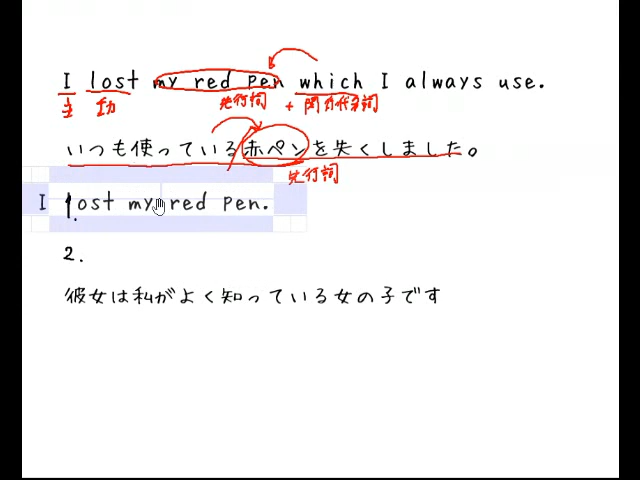 I lost my red pen which I always use.
主 動 先行詞 + 関係代名詞
いつも使っている赤ペンを失くしました。
先行詞
I lost my red pen.
1.
2.
彼女は私がよく知っている女の子です